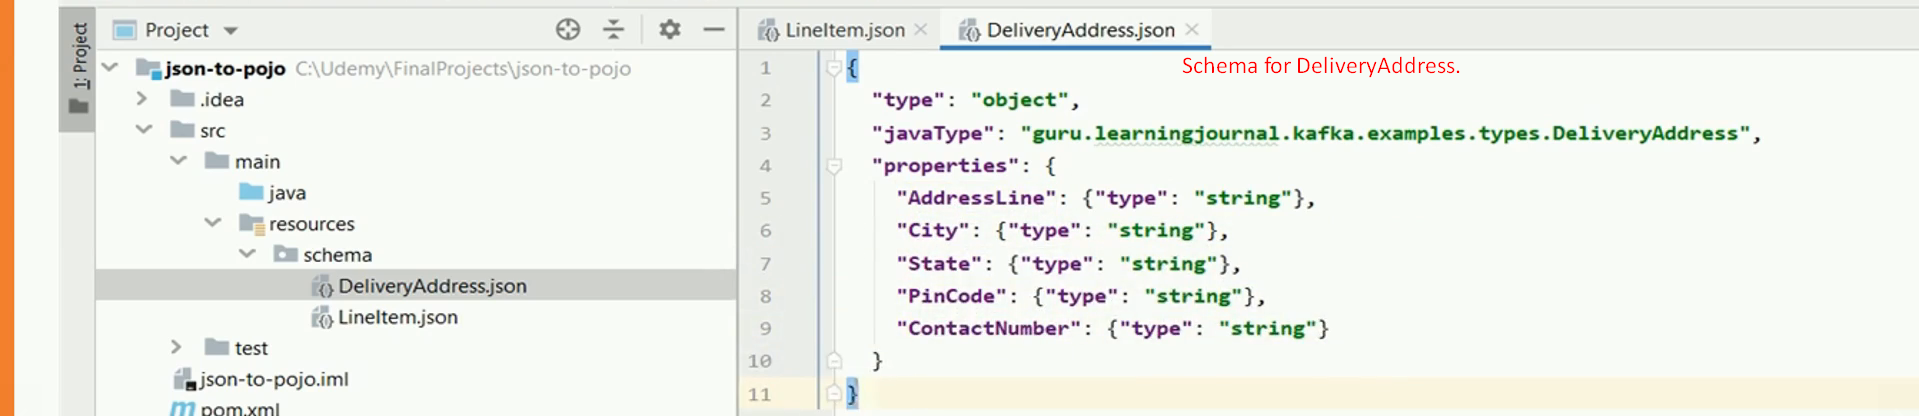 1: Project
Project
json-to-pojo C:\Udemy\FinalProjects\json-to-pojo
.idea
src
main
java
resources
schema
DeliveryAddress.json
LineItem.json
test
json-to-pojo.iml
pom.xml
LineItem.json
DeliveryAddress.json
Schema for DeliveryAddress.
1 {
2 "type": "object",
3 "javaType": "guru.learningjournal.kafka.examples.types.DeliveryAddress",
4 "properties": {
5 "AddressLine": {"type": "string"},
6 "City": {"type": "string"},
7 "State": {"type": "string"},
8 "PinCode": {"type": "string"},
9 "ContactNumber": {"type": "string"}
10 }
11 }